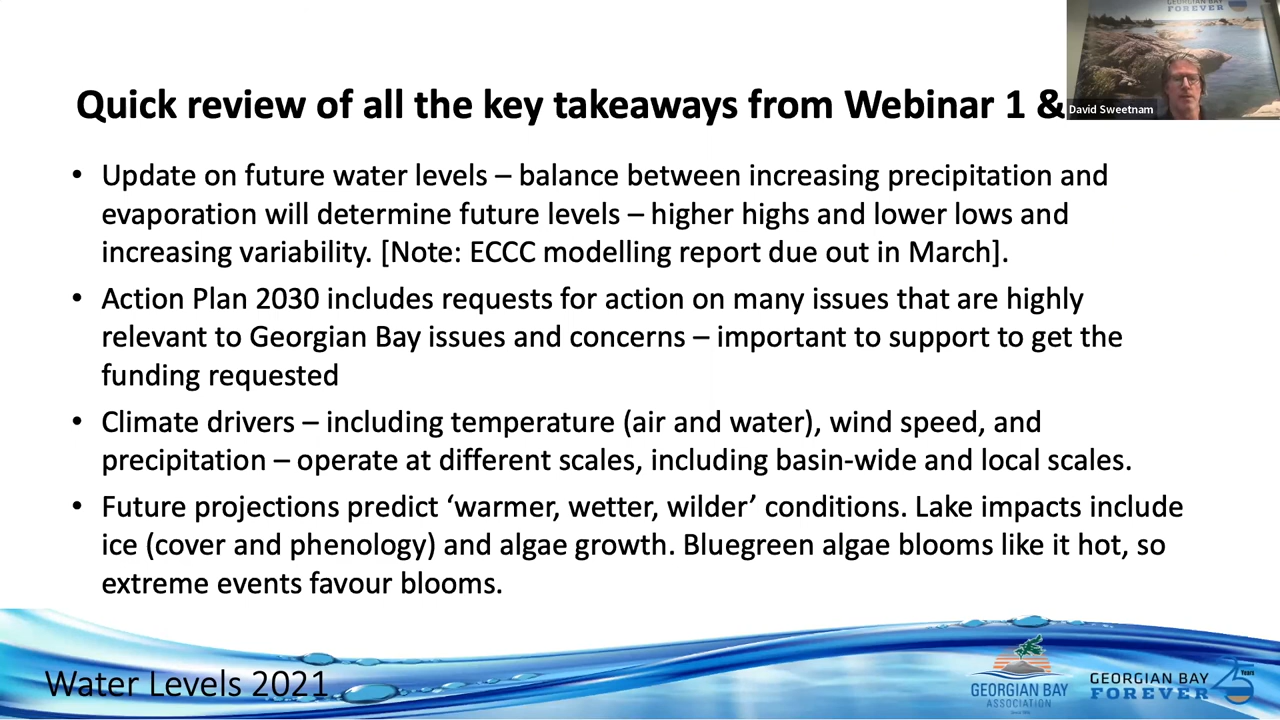 GEORGIAN BAY
FOREVER
David Sweetnam
Quick review of all the key takeaways from Webinar 1 &
• Update on future water levels – balance between increasing precipitation and
evaporation will determine future levels – higher highs and lower lows and
increasing variability. [Note: ECCC modelling report due out in March].
• Action Plan 2030 includes requests for action on many issues that are highly
relevant to Georgian Bay issues and concerns – important to support to get the
funding requested
• Climate drivers – including temperature (air and water), wind speed, and
precipitation – operate at different scales, including basin-wide and local scales.
• Future projections predict ‘warmer, wetter, wilder’ conditions. Lake impacts include
ice (cover and phenology) and algae growth. Bluegreen algae blooms like it hot, so
extreme events favour blooms.
Water Levels 2021
GEORGIAN BAY
ASSOCIATION
GEORGIAN BAY
FOREVER
25 Years